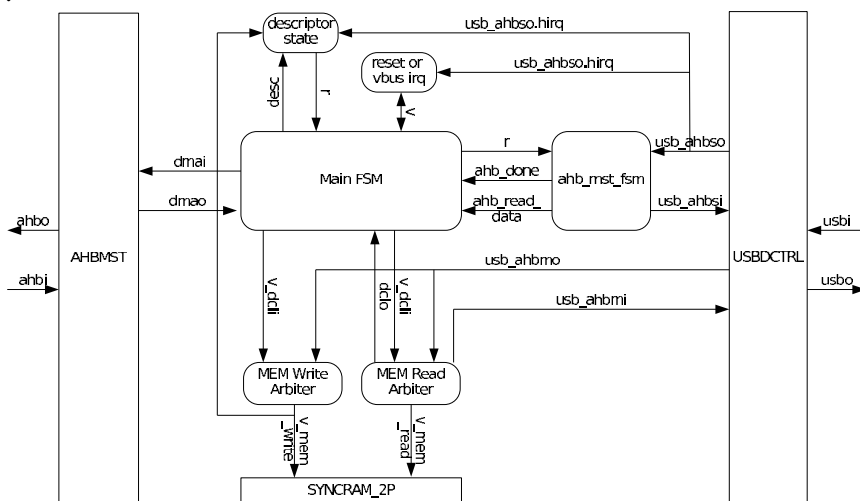 descriptor
state
usb_ahbso.hirq
reset or
vbus irq
usb_ahbso.hirq
desc
r
v
dmai
Main FSM
r
ahb_done
ahb_mst_fsm
usb_ahbso
ahb_read_
data
usb_ahbsi
dmao
ahbo
AHBMST
ahbi
USBDCTRL
usbi
usbo
usb_ahbmo
usb_ahbmi
v_dcli
dclo
v_dcli
MEM Write
Arbiter
MEM Read
Arbiter
v_mem
_write
v_mem
_read
SYNCRAM_2P